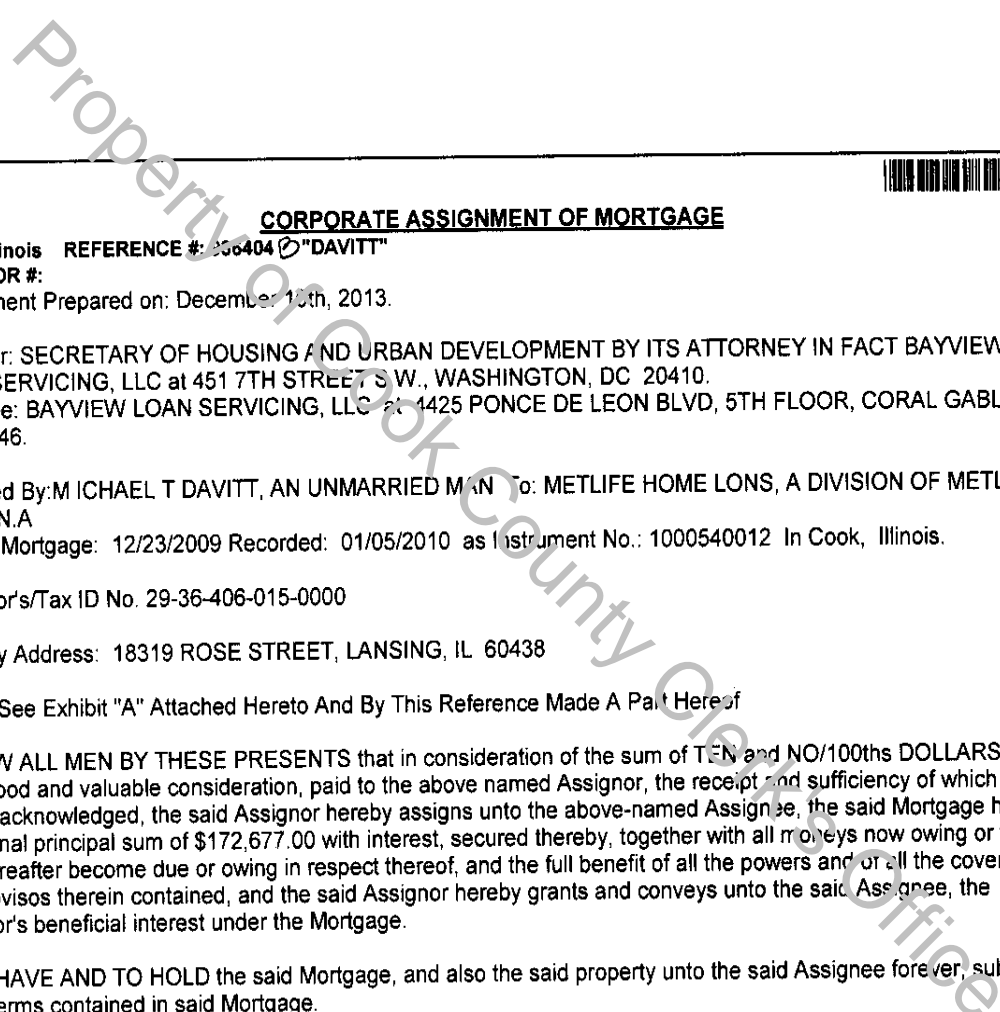 Property of Cook County Clerk's Office
CORPORATE ASSIGNMENT OF MORTGAGE
inois REFERENCE #: 404 "DAVITT"
OR #:
nent Prepared on: December th, 2013.
r: SECRETARY OF HOUSING AND URBAN DEVELOPMENT BY ITS ATTORNEY IN FACT BAYVIEW
SERVICING, LLC at 451 7TH STREET S.W., WASHINGTON, DC 20410.
e: BAYVIEW LOAN SERVICING, LLC at 4425 PONCE DE LEON BLVD, 5TH FLOOR, CORAL GABL
46.
ed By:M ICHAEL T DAVITT, AN UNMARRIED MAN To: METLIFE HOME LONS, A DIVISION OF METL
N.A
Mortgage: 12/23/2009 Recorded: 01/05/2010 as Instrument No.: 1000540012 In Cook, Illinois.
or's/Tax ID No. 29-36-406-015-0000
y Address: 18319 ROSE STREET, LANSING, IL 60438
See Exhibit "A" Attached Hereto And By This Reference Made A Part Hereof
W ALL MEN BY THESE PRESENTS that in consideration of the sum of TEN and NO/100ths DOLLARS
ood and valuable consideration, paid to the above named Assignor, the receipt and sufficiency of which
acknowledged, the said Assignor hereby assigns unto the above-named Assignee, the said Mortgage h
nal principal sum of $172,677.00 with interest, secured thereby, together with all moneys now owing or
reafter become due or owing in respect thereof, and the full benefit of all the powers and of all the cove
visos therein contained, and the said Assignor hereby grants and conveys unto the said Assignee, the
or's beneficial interest under the Mortgage.
HAVE AND TO HOLD the said Mortgage, and also the said property unto the said Assignee forever, sub
erms contained in said Mortgage.